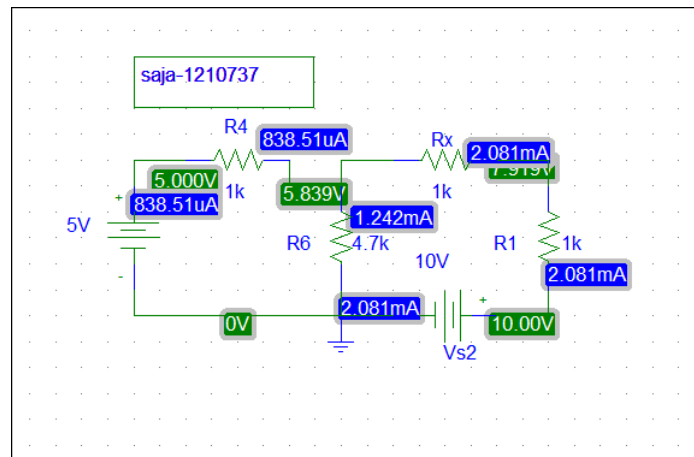 saja-1210737
R4
838.51uA
Rx
2.081mA
7.919V
5.000V
5.839V
1k
1k
+
838.51uA
1.242mA
5V
R6
4.7k
R1
1k
10V
2.081mA
-
2.081mA
+
0V
10.00V
Vs2